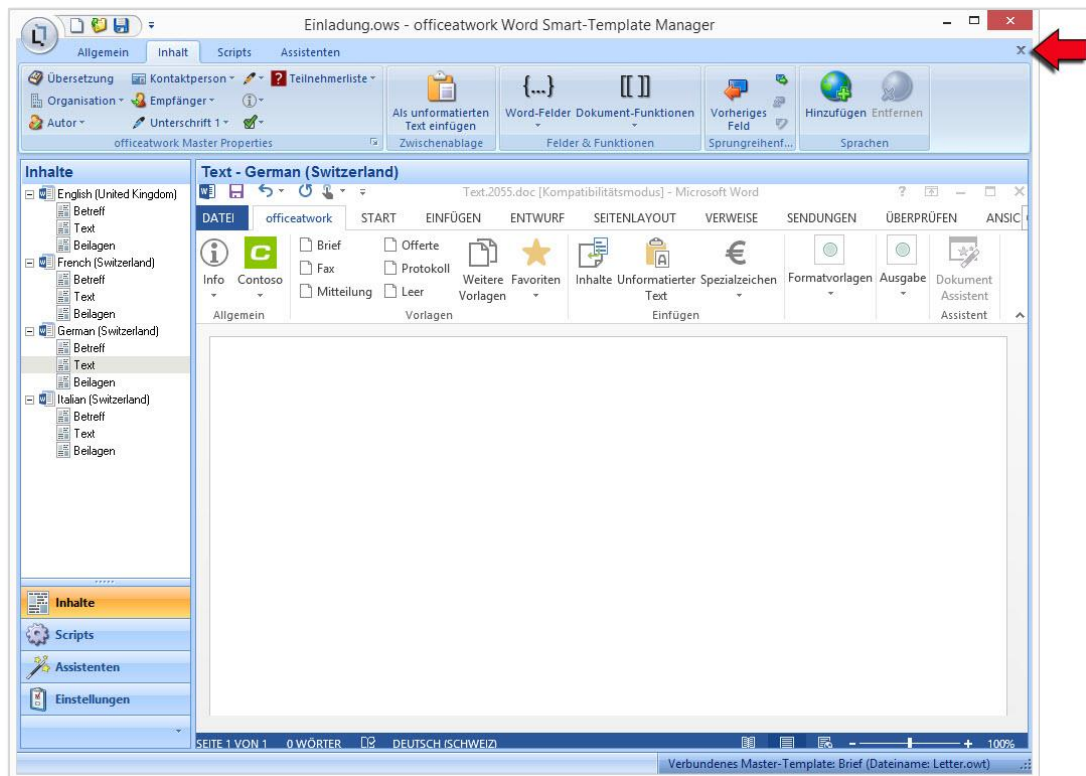 Einladung.ows - officeatwork Word Smart-Template Manager
Allgemein Inhalt Scripts Assistenten
Übersetzung Kontaktperson Teilnehmerliste
Organisation Empfänger
Autor Unterschrift 1
Als unformatierten
Text einfügen
{...}
Word-Felder
[[ ]]
Dokument-Funktionen
Vorheriges
Feld
Hinzufügen Entfernen
officeatwork Master Properties Zwischenablage Felder & Funktionen Sprungreihenf... Sprachen
Inhalte
English (United Kingdom)
Betreff
Text
Beilagen
French (Switzerland)
Betreff
Text
Beilagen
German (Switzerland)
Betreff
Text
Beilagen
Italian (Switzerland)
Betreff
Text
Beilagen
Inhalte
Scripts
Assistenten
Einstellungen
Text - German (Switzerland)
Text.2055.doc [Kompatibilitätsmodus] - Microsoft Word
DATEI officeatwork START EINFÜGEN ENTWURF SEITENLAYOUT VERWEISE SENDUNGEN ÜBERPRÜFEN ANSIC
Info
Contoso
Brief
Fax
Mitteilung
Offerte
Protokoll
Leer
Weitere
Vorlagen
Favoriten
Inhalte
Unformatierter
Text
Spezialzeichen
Formatvorlagen
Ausgabe
Dokument
Assistent
Allgemein Vorlagen Einfügen Assistent
SEITE 1 VON 1 0 WÖRTER DEUTSCH (SCHWEIZ) 100%
Verbundenes Master-Template: Brief (Dateiname: Letter.owt)